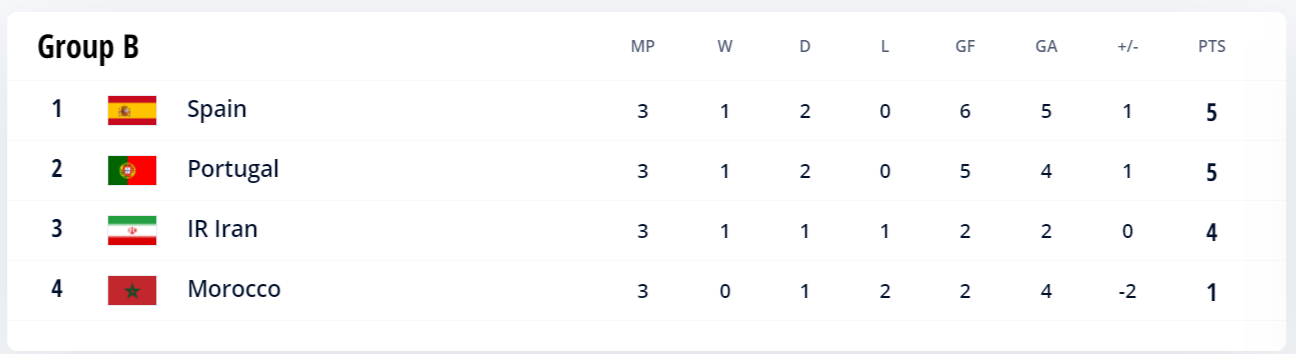 Group B MP W D L GF GA +/- PTS
1 Spain 3 1 2 0 6 5 1 5
2 Portugal 3 1 2 0 5 4 1 5
3 IR Iran 3 1 1 1 2 2 0 4
4 Morocco 3 0 1 2 2 4 -2 1